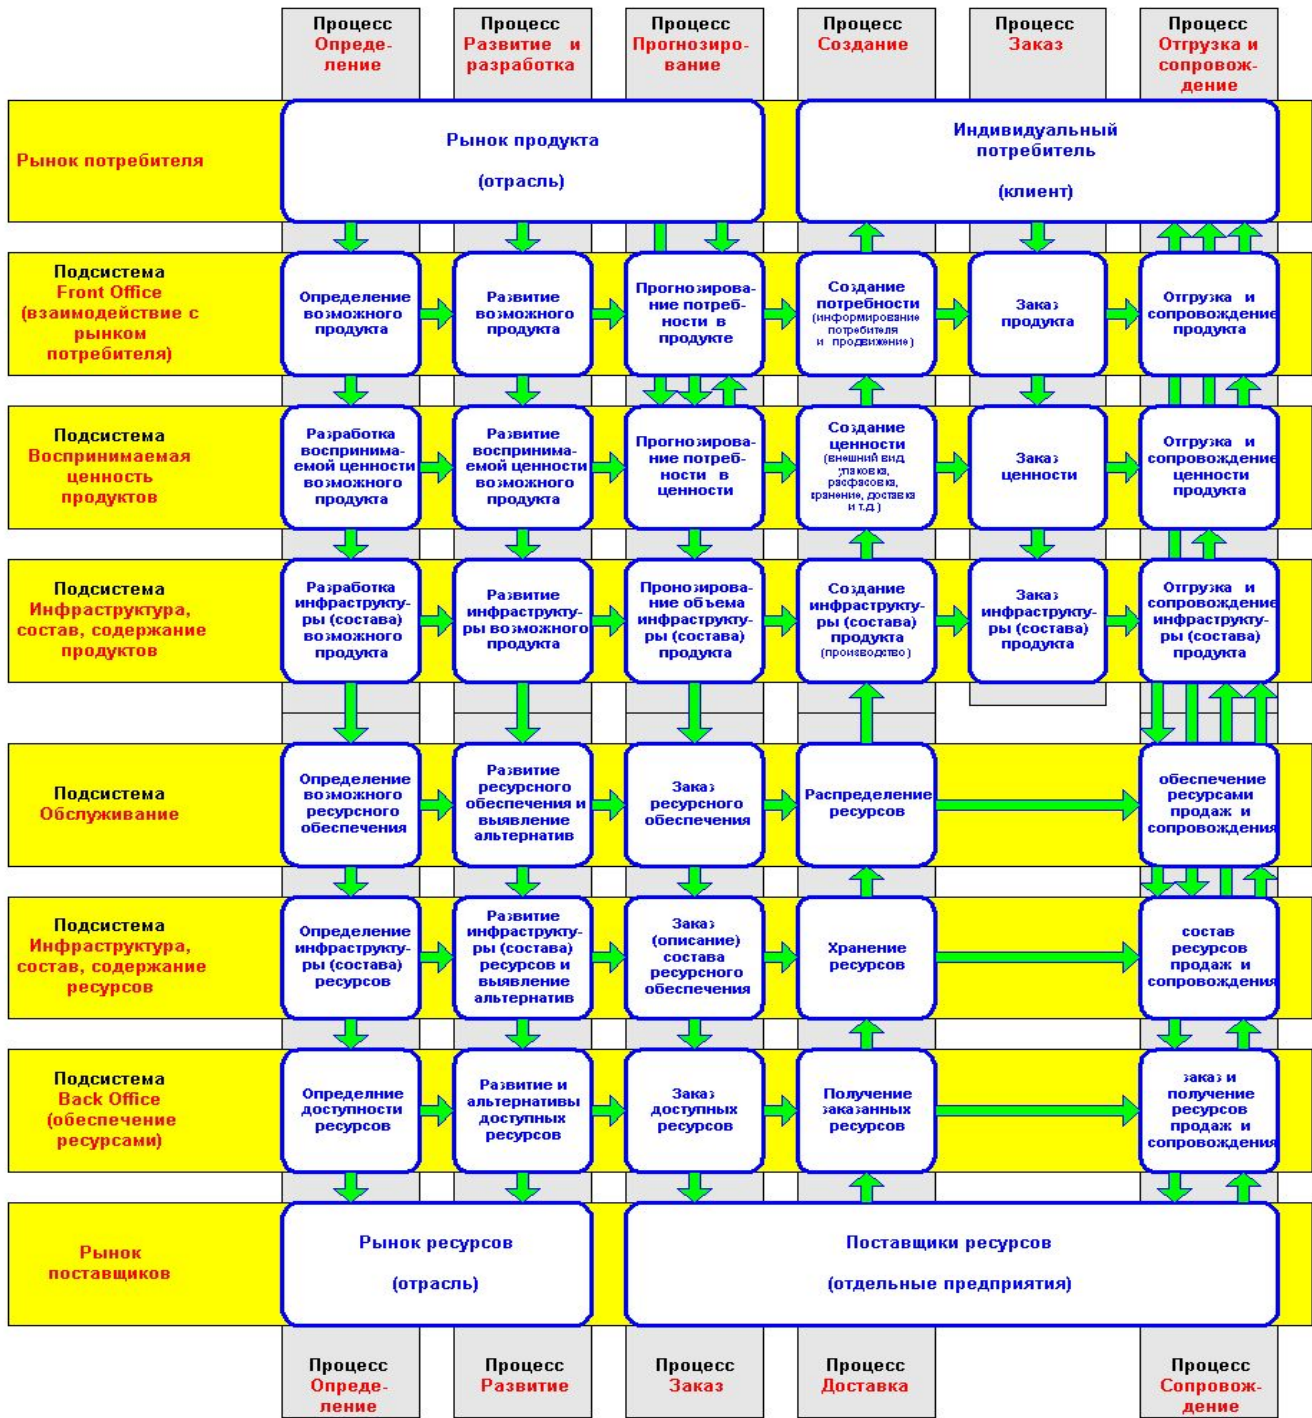 Процесс
Опреде-
ление
Процесс
Развитие и
разработка
Процесс
Прогнозиро-
вание
Процесс
Создание
Процесс
Заказ
Процесс
Отгрузка и
сопровож-
дение
Рынок потребителя
Рынок продукта
(отрасль)
Индивидуальный
потребитель
(клиент)
Подсистема
Front Office
(взаимодействие с
рынком
потребителя)
Определение
возможного
продукта
Развитие
возможного
продукта
Прогнозиро-
вание потреб-
ности в
продукте
Создание
потребности
(информирование
потребителя
и продвижение)
Заказ
продукта
Отгрузка и
сопровождение
продукта
Подсистема
Воспринимаемая
ценность
продуктов
Разработка
воспринима-
емой ценности
возможного
продукта
Развитие
воспринима-
емой ценности
возможного
продукта
Прогнозирова-
ние потреб-
ности в
ценности
Создание
ценности
(внешний вид,
упаковка,
расфасовка,
хранение, доставка
и т.д.)
Заказ
ценности
Отгрузка и
сопровождение
ценности
продукта
Подсистема
Инфраструктура,
состав, содержание
продуктов
Разработка
инфраструкту-
ры (состава)
возможного
продукта
Развитие
инфраструкту-
ры возможного
продукта
Пронозирова-
ние объема
инфраструкту-
ры (состава)
продукта
Создание
инфраструкту-
ры (состава)
продукта
(производство)
Заказ
инфраструкту-
ры (состава)
продукта
Отгрузка и
сопровождение
инфраструкту-
ры (состава)
продукта
Подсистема
Обслуживание
Определение
возможного
ресурсного
обеспечения
Развитие
ресурсного
обеспечения и
выявление
альтернатив
Заказ
ресурсного
обеспечения
Распределение
ресурсов
обеспечение
ресурсами
продаж и
сопровождения
Подсистема
Инфраструктура,
состав, содержание
ресурсов
Определение
инфраструкту-
ры (состава)
ресурсов
Развитие
инфраструкту-
ры (состава)
ресурсов и
выявление
альтернатив
Заказ
(описание)
состава
ресурсного
обеспечения
Хранение
ресурсов
состав
ресурсов
продаж и
сопровождения
Подсистема
Back Office
(обеспечение
ресурсами)
Определние
доступности
ресурсов
Развитие и
альтернативы
доступных
ресурсов
Заказ
доступных
ресурсов
Получение
заказанных
ресурсов
заказ и
получение
ресурсов
продаж и
сопровождения
Рынок
поставщиков
Рынок ресурсов
(отрасль)
Поставщики ресурсов
(отдельные предприятия)
Процесс
Опреде-
ление
Процесс
Развитие
Процесс
Заказ
Процесс
Доставка
Процесс
Сопровож-
дение